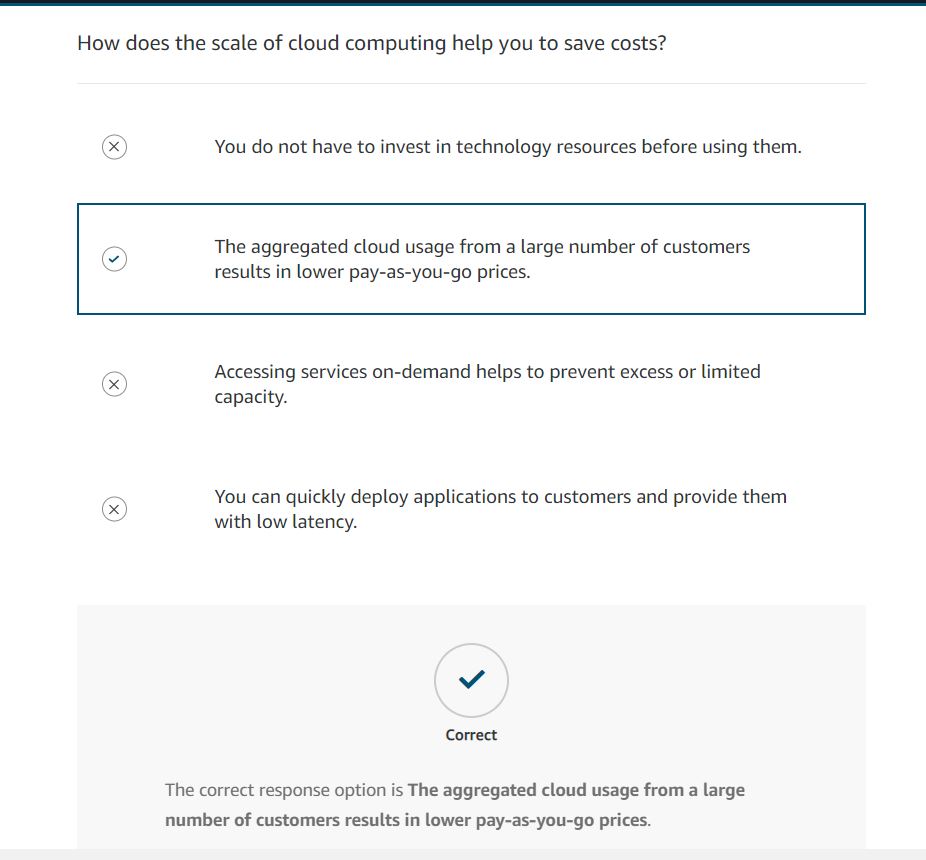 How does the scale of cloud computing help you to save costs?
You do not have to invest in technology resources before using them.
The aggregated cloud usage from a large number of customers
results in lower pay-as-you-go prices.
Accessing services on-demand helps to prevent excess or limited
capacity.
You can quickly deploy applications to customers and provide them
with low latency.
Correct
The correct response option is The aggregated cloud usage from a large
number of customers results in lower pay-as-you-go prices.